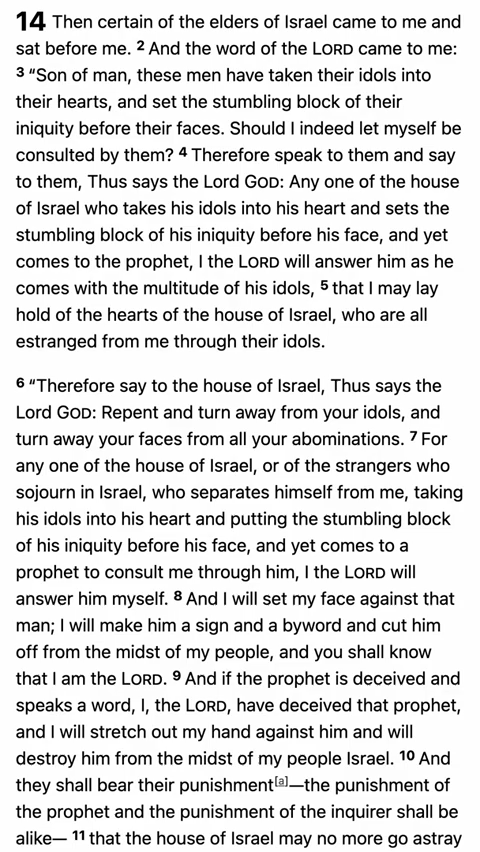 14 Then certain of the elders of Israel came to me and
sat before me. 2 And the word of the LORD came to me:
3 “Son of man, these men have taken their idols into
their hearts, and set the stumbling block of their
iniquity before their faces. Should I indeed let myself be
consulted by them? 4 Therefore speak to them and say
to them, Thus says the Lord GOD: Any one of the house
of Israel who takes his idols into his heart and sets the
stumbling block of his iniquity before his face, and yet
comes to the prophet, I the LORD will answer him as he
comes with the multitude of his idols, 5 that I may lay
hold of the hearts of the house of Israel, who are all
estranged from me through their idols.
6 “Therefore say to the house of Israel, Thus says the
Lord GOD: Repent and turn away from your idols, and
turn away your faces from all your abominations. 7 For
any one of the house of Israel, or of the strangers who
sojourn in Israel, who separates himself from me, taking
his idols into his heart and putting the stumbling block
of his iniquity before his face, and yet comes to a
prophet to consult me through him, I the LORD will
answer him myself. 8 And I will set my face against that
man; I will make him a sign and a byword and cut him
off from the midst of my people, and you shall know
that I am the LORD. 9 And if the prophet is deceived and
speaks a word, I, the LORD, have deceived that prophet,
and I will stretch out my hand against him and will
destroy him from the midst of my people Israel. 10 And
they shall bear their punishment[a]—the punishment of
the prophet and the punishment of the inquirer shall be
alike— 11 that the house of Israel may no more go astray